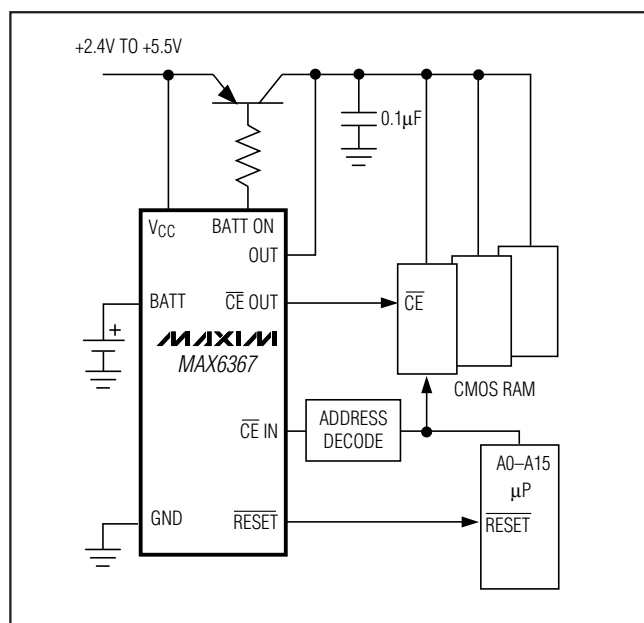 +2.4V TO +5.5V
0.1μF
VCC
BATT ON
OUT
BATT
CE OUT
CE
MAXIM
MAX6367
CMOS RAM
CE IN
ADDRESS
DECODE
A0–A15
μP
GND
RESET
RESET
+